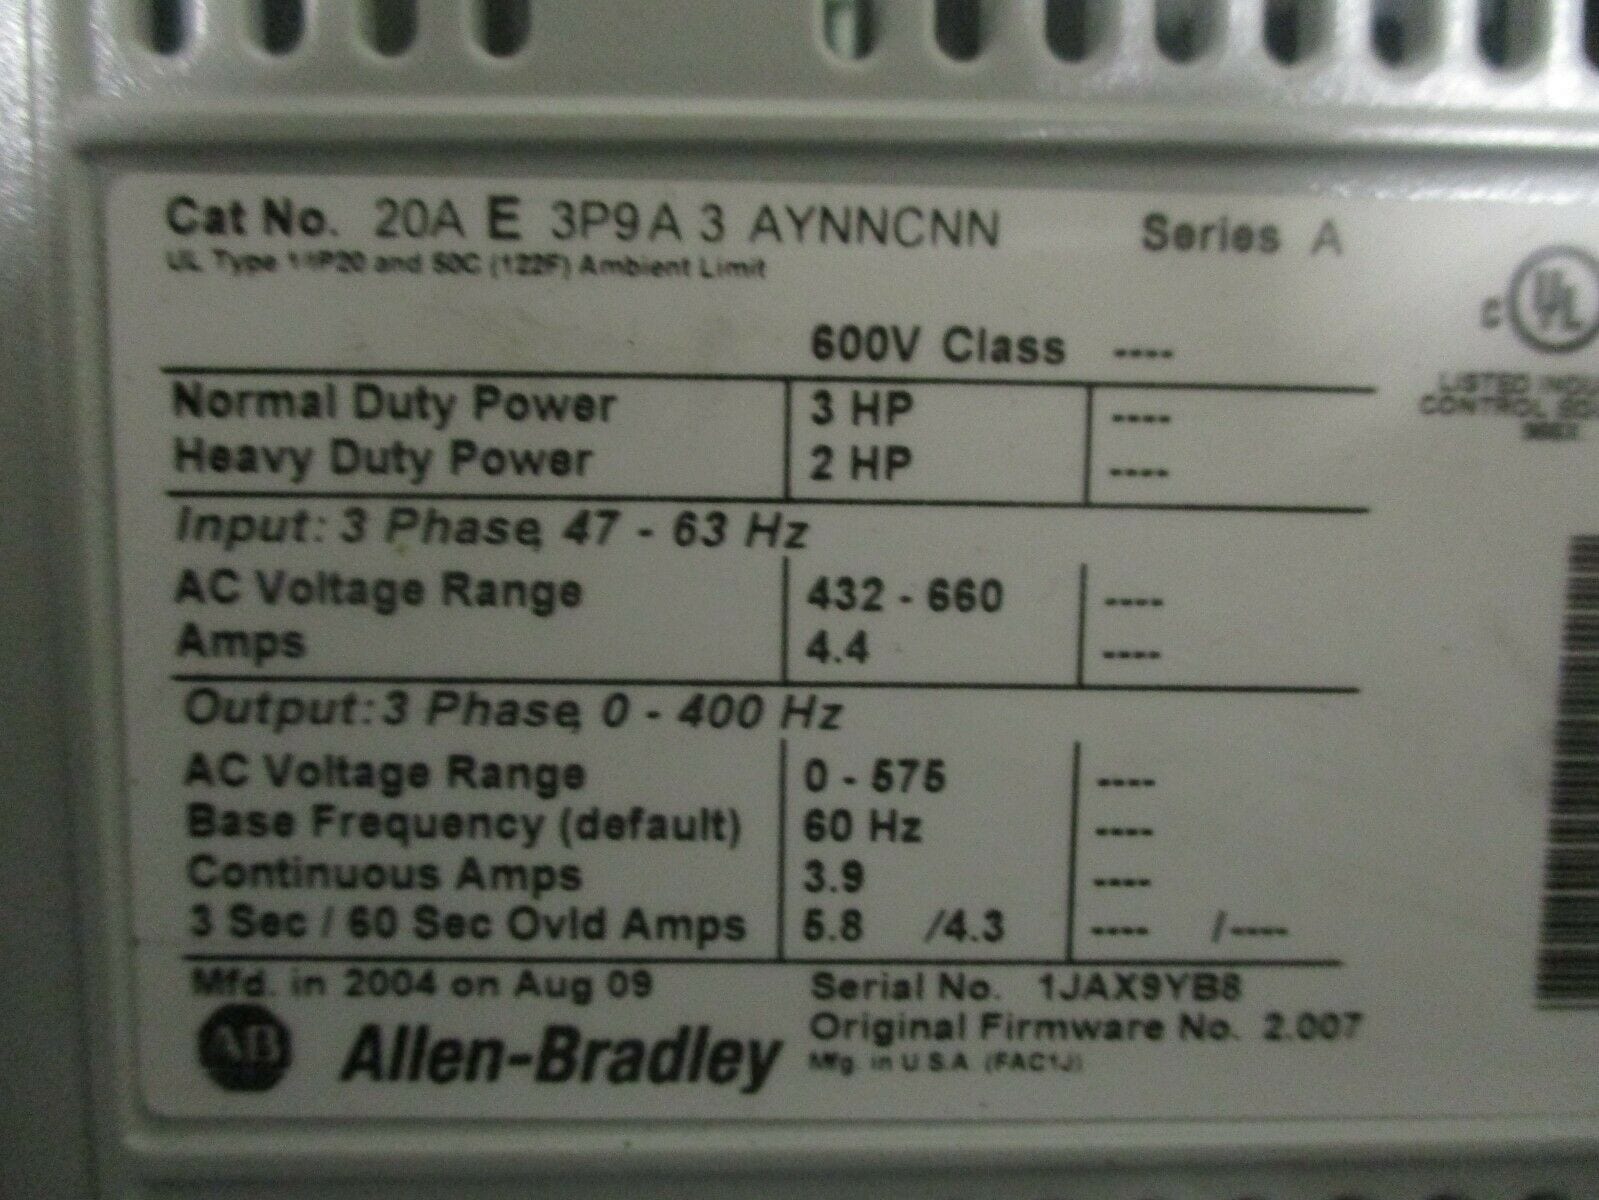 Cat No. 20A E 3P9 A 3 AYNNCNN Series A
UL Type 1/IP20 and 50C (122F) Ambient Limit
600V Class ----
Normal Duty Power 3 HP ----
Heavy Duty Power 2 HP ----
Input: 3 Phase, 47 - 63 Hz
AC Voltage Range 432 - 660 ----
Amps 4.4 ----
Output: 3 Phase, 0 - 400 Hz
AC Voltage Range 0 - 575 ----
Base Frequency (default) 60 Hz ----
Continuous Amps 3.9 ----
3 Sec / 60 Sec Ovld Amps 5.8 /4.3 ---- /----
Mfd. in 2004 on Aug 09 Serial No. 1JAX9YB8
Original Firmware No. 2.007
Mfg. in U.S.A (FAC1J)
AB Allen-Bradley
C UL
LISTED
CONTROL